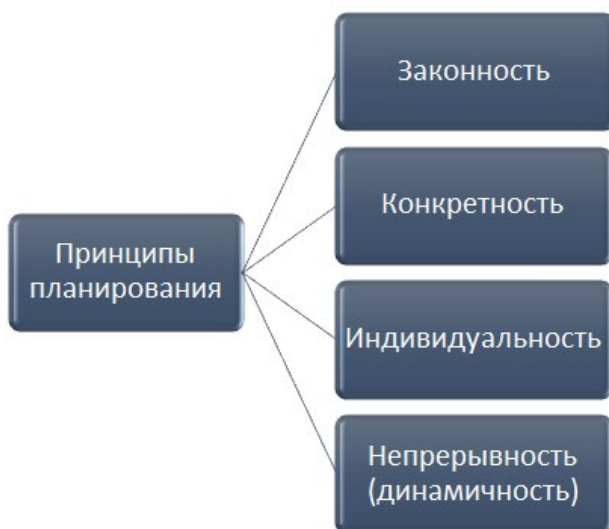 Принципы
планирования
Законность
Конкретность
Индивидуальность
Непрерывность
(динамичность)